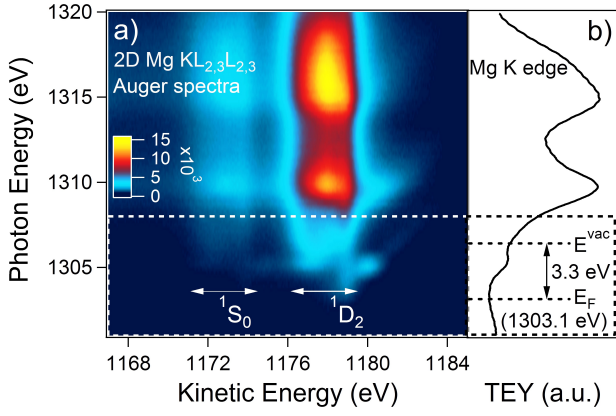 a)
2D Mg KL2,3L2,3
Auger spectra
15
10
5
0
x10^3
1S0
1D2
1320
1315
1310
1305
Photon Energy (eV)
1168
1172
1176
1180
1184
Kinetic Energy (eV)
b)
Mg K edge
E^vac
3.3 eV
EF
(1303.1 eV)
TEY (a.u.)